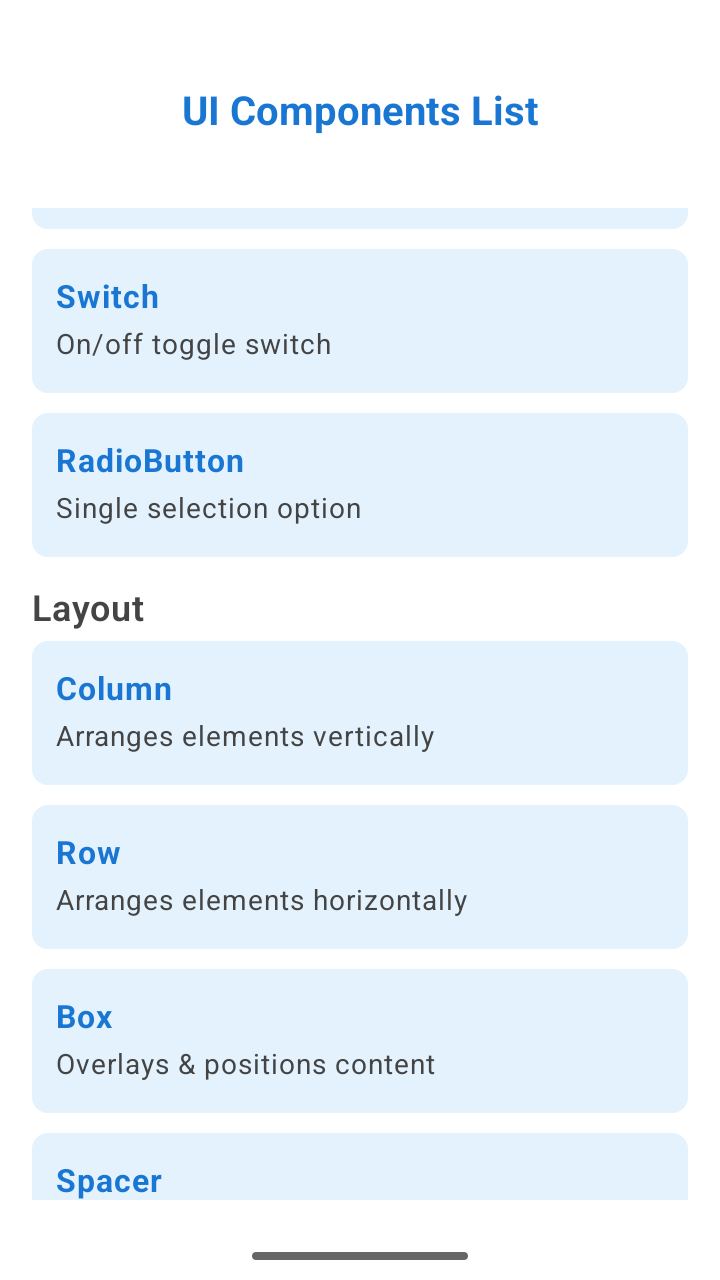 UI Components List
Switch
On/off toggle switch
RadioButton
Single selection option
Layout
Column
Arranges elements vertically
Row
Arranges elements horizontally
Box
Overlays & positions content
Spacer